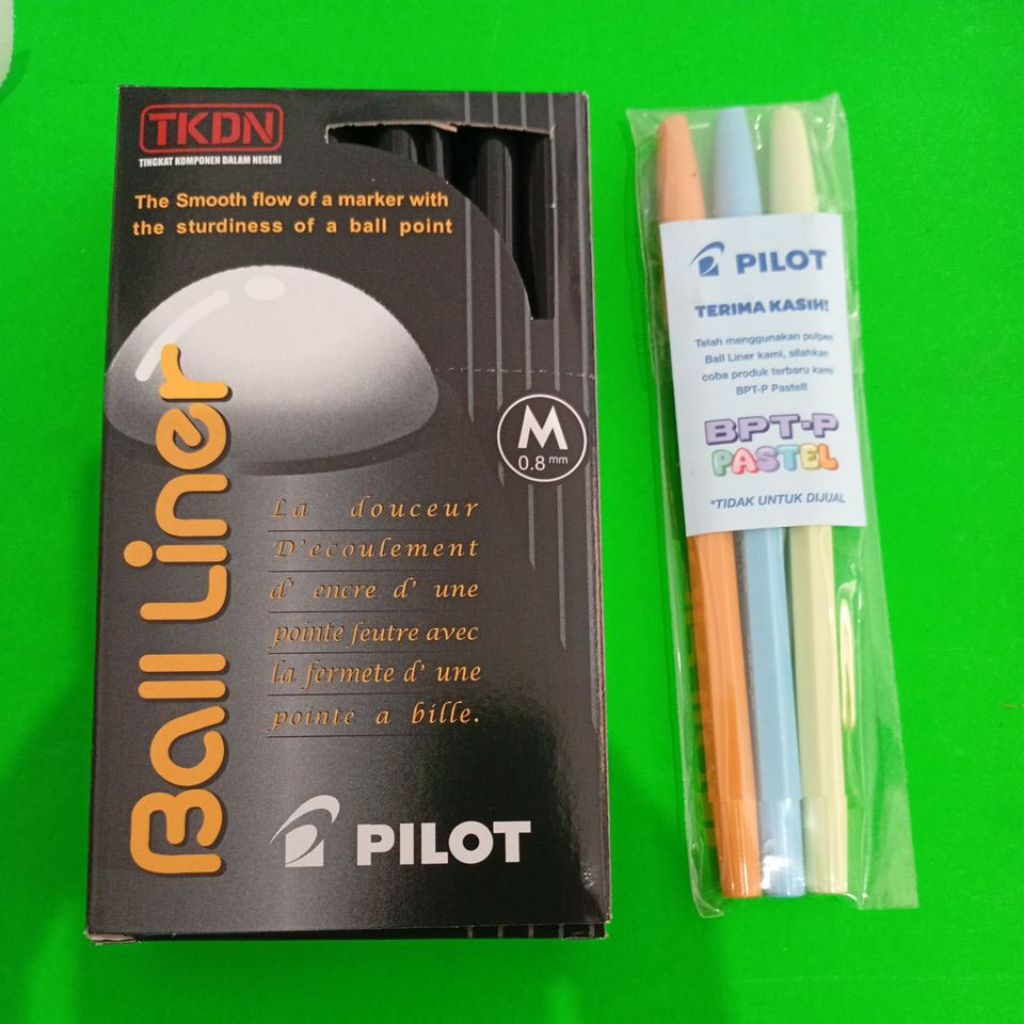 TKDN
TINGKAT KOMPONEN DALAM NEGERI
The Smooth flow of a marker with
the sturdiness of a ball point
Ball Liner
M
0.8 mm
La douceur
D'ecoulement
d' encre d' une
pointe feutre avec
la fermete d' une
pointe a bille.
PILOT
PILOT
TERIMA KASIH!
Telah menggunakan pulpen
Ball Liner kami, silahkan
coba produk terbaru kami
BPT-P Pastel!
BPT-P
PASTEL
*TIDAK UNTUK DIJUAL